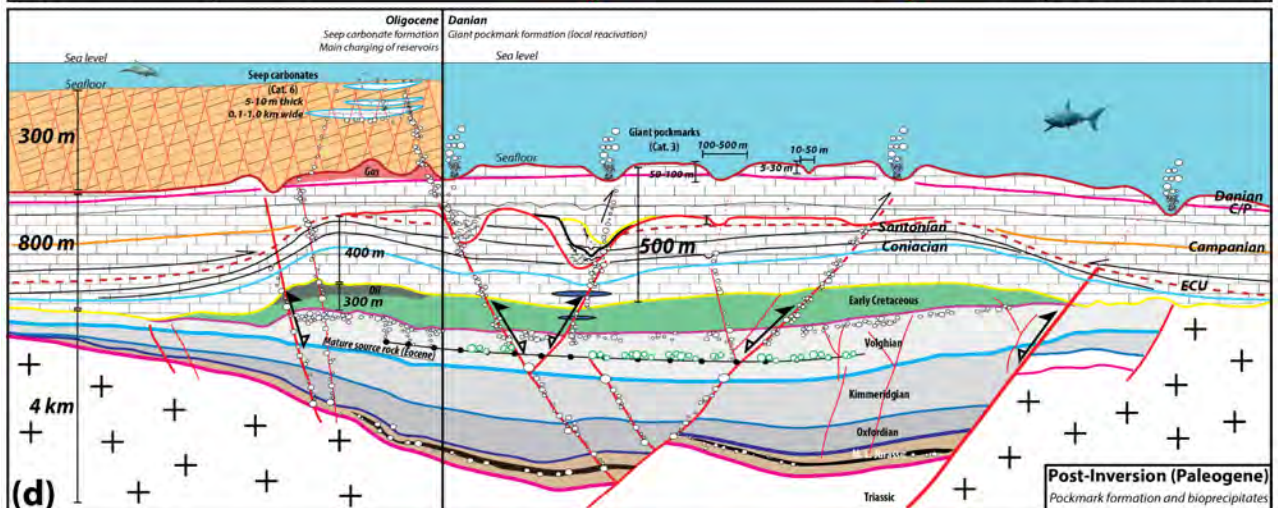 Oligocene
Seep carbonate formation
Main charging of reservoirs
Danian
Giant pockmark formation (local reacivation)
Sea level
Sea level
Seafloor
Seep carbonates
(Cat. 6)
5-10 m thick
0.1-1.0 km wide
300 m
Giant pockmarks
(Cat. 3)
100-500 m
10-50 m
Seafloor
50-100 m
5-30 m
Gas
Danian
C/P
800 m
400 m
500 m
Santonian
Coniacian
Campanian
ECU
Oil
300 m
Early Cretaceous
Mature source rock (Eocene)
Volghian
Kimmeridgian
4 km
Oxfordian
Triassic
(d)
Post-Inversion (Paleogene)
Pockmark formation and bioprecipitates